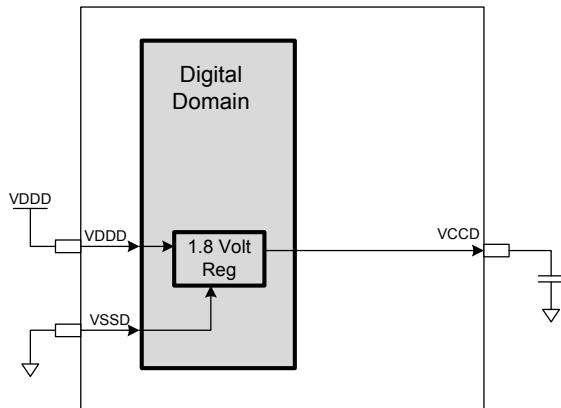 Digital
Domain
VDDD
VDDD
1.8 Volt
Reg
VCCD
VSSD